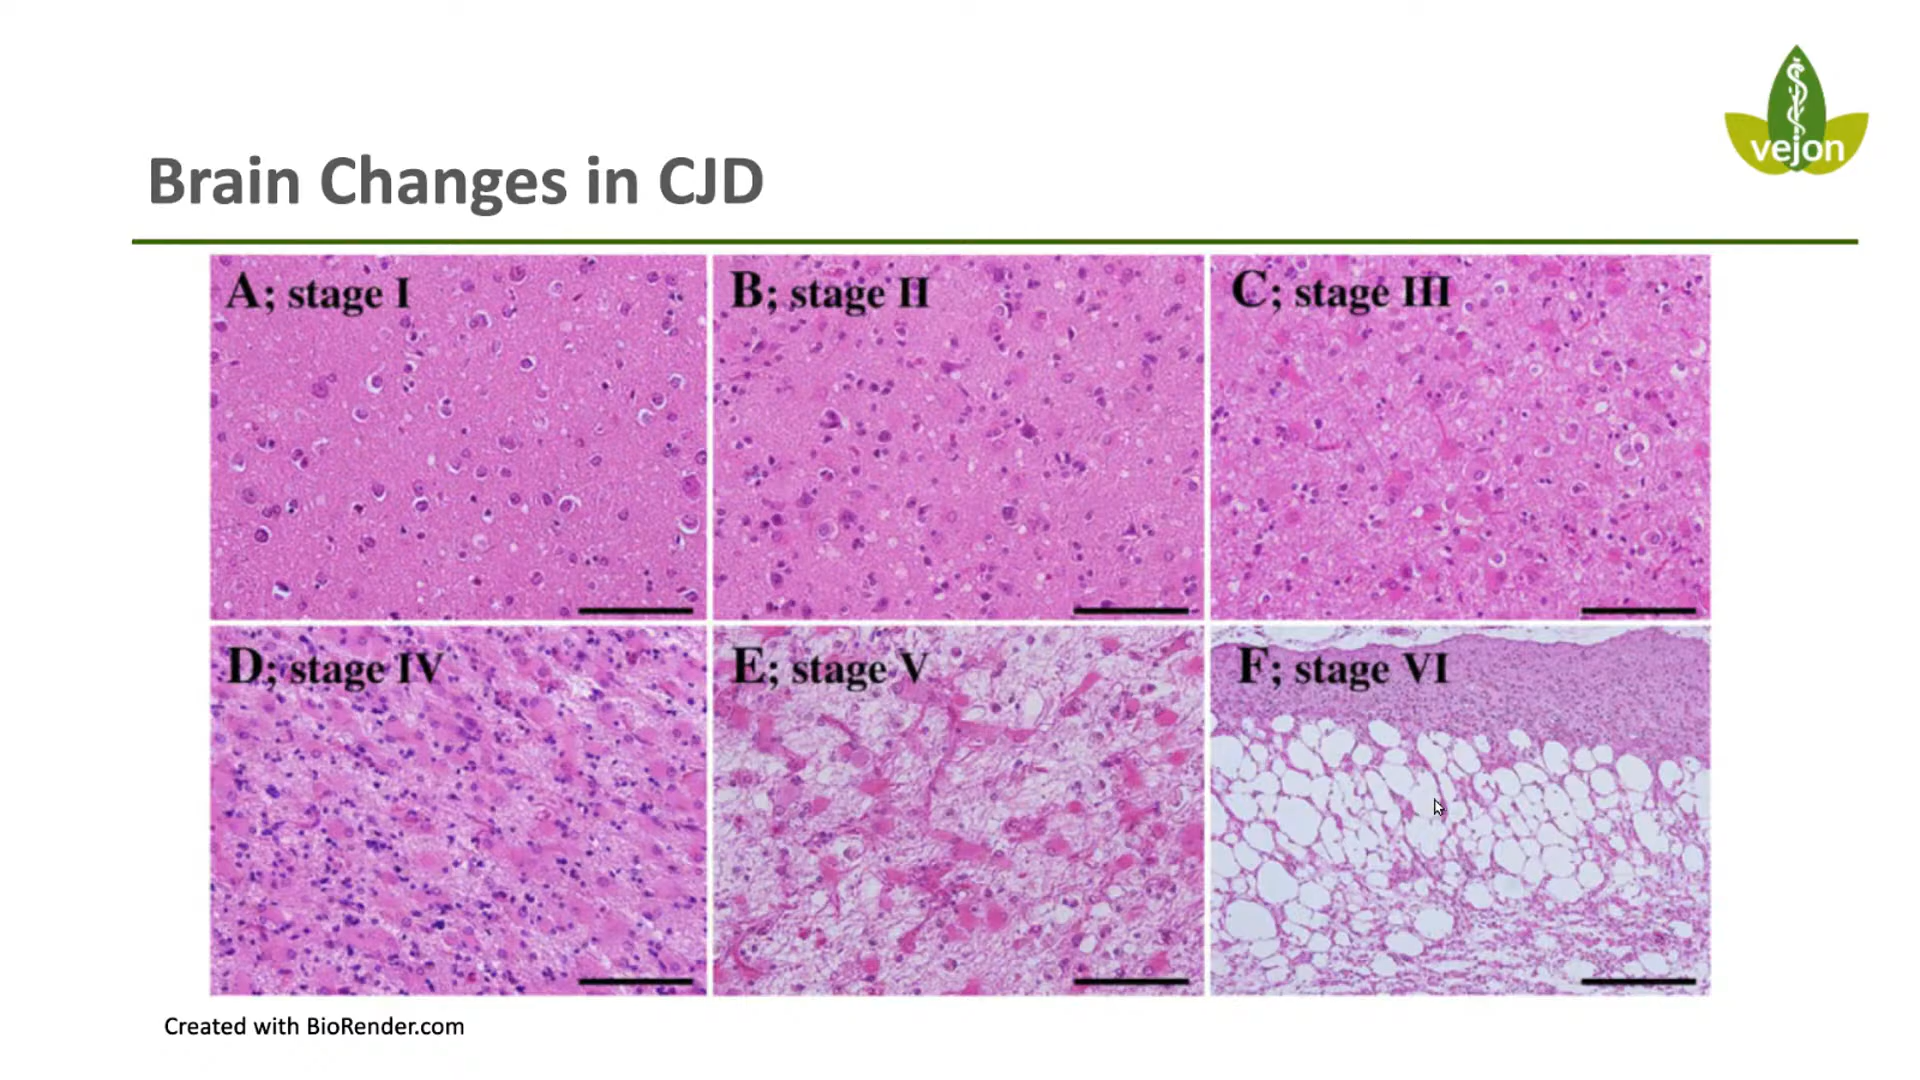 vejon
Brain Changes in CJD
A; stage I
B; stage II
C; stage III
D; stage IV
E; stage V
F; stage VI
Created with BioRender.com